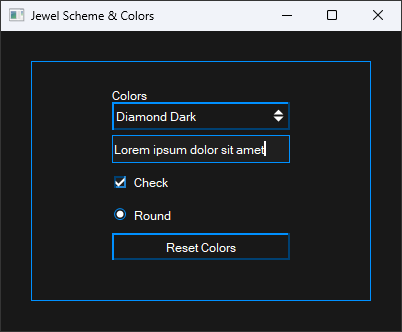 Jewel Scheme & Colors
Colors
Diamond Dark
Lorem ipsum dolor sit amet
Check
Round
Reset Colors